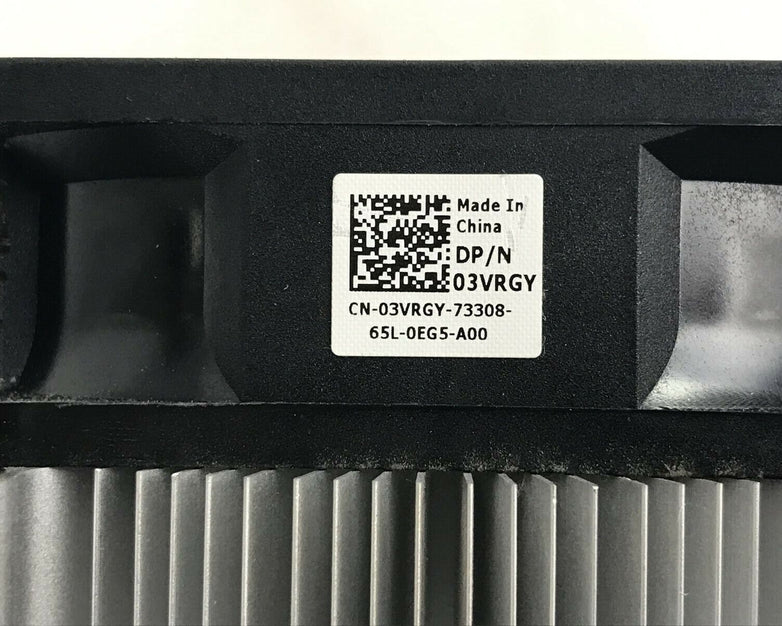 Made In
China
DP/N
03VRGY
CN-03VRGY-73308-
65L-0EG5-A00